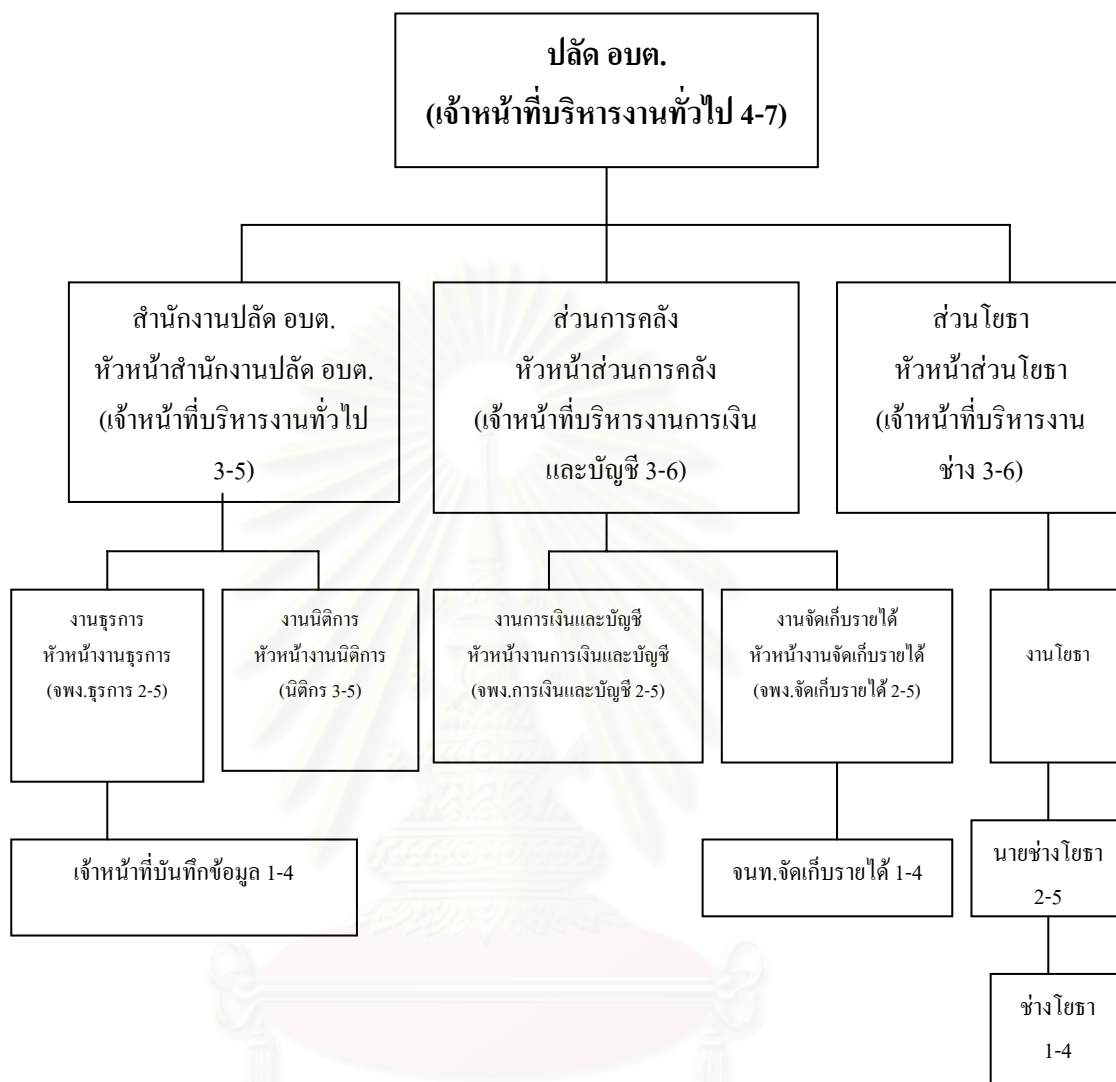 ปลัด อบต.
(เจ้าหน้าที่บริหารงานทั่วไป 4-7)
สำนักงานปลัด อบต.
หัวหน้าสำนักงานปลัด อบต.
(เจ้าหน้าที่บริหารงานทั่วไป
3-5)
ส่วนการคลัง
หัวหน้าส่วนการคลัง
(เจ้าหน้าที่บริหารงานการเงิน
และบัญชี 3-6)
ส่วนโยธา
หัวหน้าส่วนโยธา
(เจ้าหน้าที่บริหารงาน
ช่าง 3-6)
งานธุรการ
หัวหน้างานธุรการ
(จพง.ธุรการ 2-5)
งานนิติการ
หัวหน้างานนิติการ
(นิติกร 3-5)
งานการเงินและบัญชี
หัวหน้างานการเงินและบัญชี
(จพง.การเงินและบัญชี 2-5)
งานจัดเก็บรายได้
หัวหน้างานจัดเก็บรายได้
(จพง.จัดเก็บรายได้ 2-5)
งานโยธา
เจ้าหน้าที่บันทึกข้อมูล 1-4
จนท.จัดเก็บรายได้ 1-4
นายช่างโยธา
2-5
ช่างโยธา
1-4